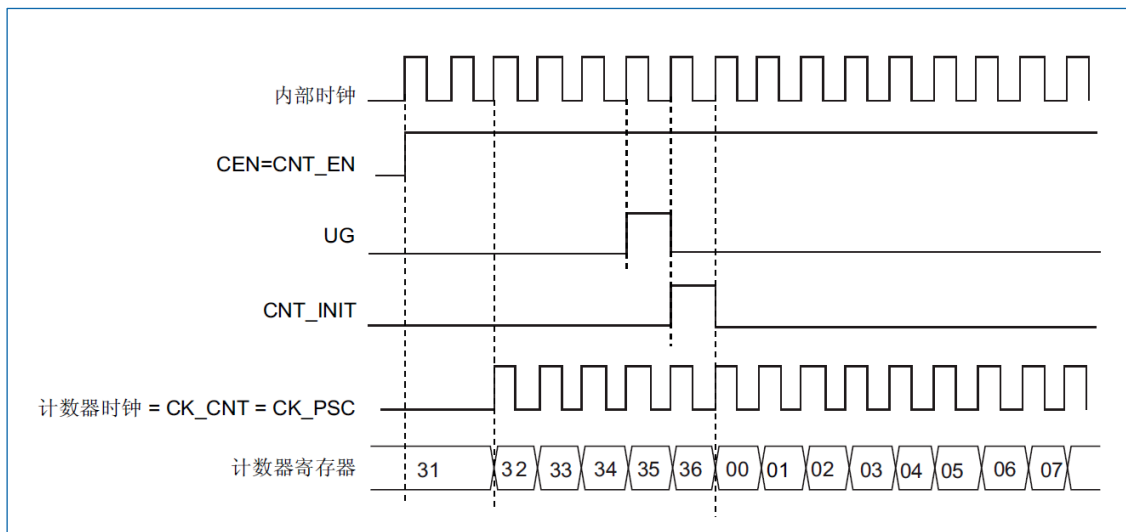 内部时钟
CEN=CNT_EN
UG
CNT_INIT
计数器时钟 = CK_CNT = CK_PSC
计数器寄存器 31 32 33 34 35 36 00 01 02 03 04 05 06 07